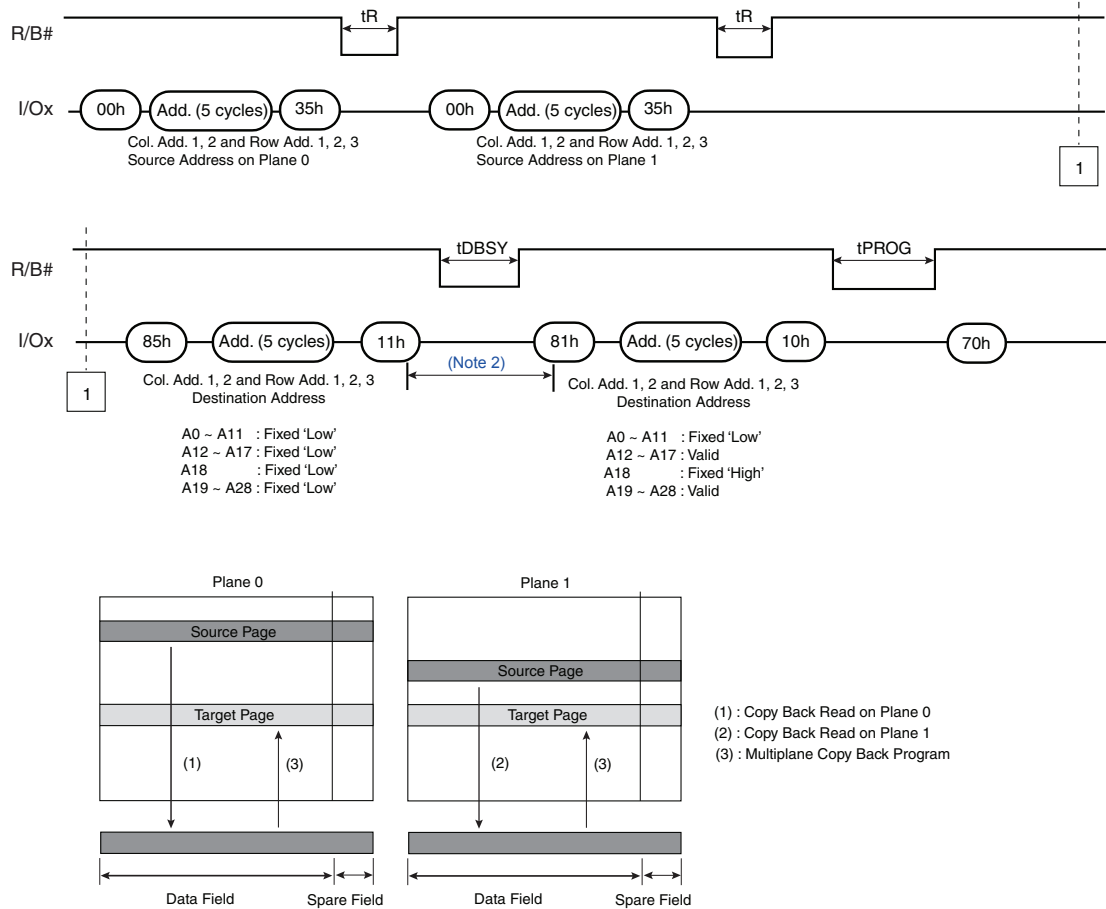 tR
tR
R/B#
I/Ox
00h
Add. (5 cycles)
35h
00h
Add. (5 cycles)
35h
Col. Add. 1, 2 and Row Add. 1, 2, 3
Source Address on Plane 0
Col. Add. 1, 2 and Row Add. 1, 2, 3
Source Address on Plane 1
1
tDBSY
tPROG
R/B#
I/Ox
85h
Add. (5 cycles)
11h
(Note 2)
81h
Add. (5 cycles)
10h
70h
1
Col. Add. 1, 2 and Row Add. 1, 2, 3
Destination Address
Col. Add. 1, 2 and Row Add. 1, 2, 3
Destination Address
A0 ~ A11 : Fixed ‘Low’
A12 ~ A17 : Fixed ‘Low’
A18 : Fixed ‘Low’
A19 ~ A28 : Fixed ‘Low’
A0 ~ A11 : Fixed ‘Low’
A12 ~ A17 : Valid
A18 : Fixed ‘High’
A19 ~ A28 : Valid
Plane 0
Source Page
Target Page
(1)
(3)
Data Field
Spare Field
Plane 1
Source Page
Target Page
(2)
(3)
Data Field
Spare Field
(1) : Copy Back Read on Plane 0
(2) : Copy Back Read on Plane 1
(3) : Multiplane Copy Back Program